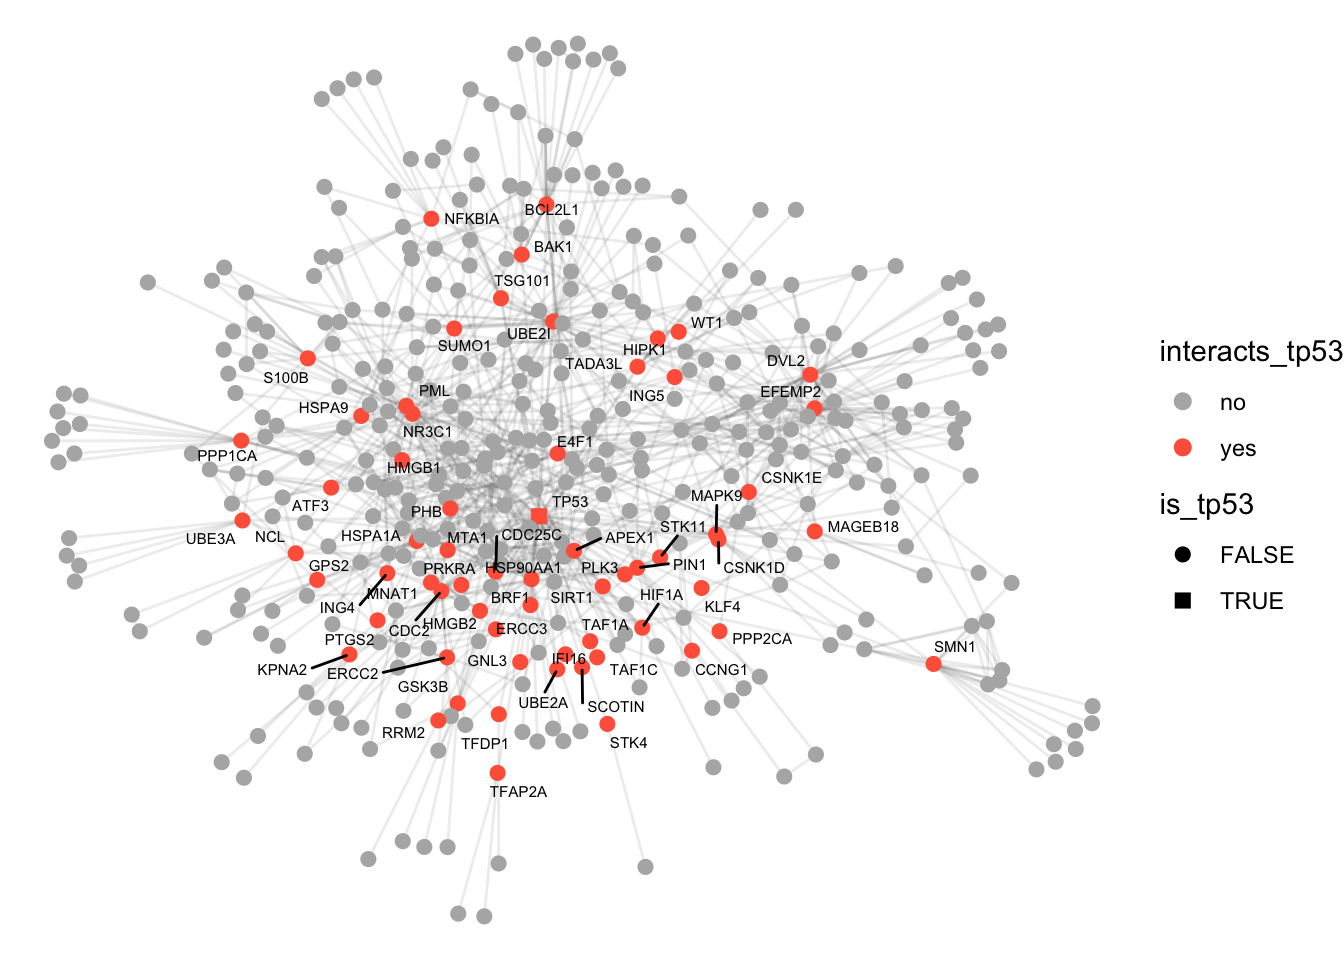 BCL2L1
NFKBIA
BAK1
TSG101
UBE2I
WT1
SUMO1
HIPK1
TADA3L
DVL2
S100B
ING5
PML
EFEMP2
HSPA9
NR3C1
E4F1
PPP1CA
HMGB1
CSNK1E
MAPK9
ATF3
TP53
PHB
STK11
MAGEB18
UBE3A
NCL
HSPA1A
MTA1
CDC25C
APEX1
GPS2
PRKRA
HSP90AA1
PLK3
PIN1
CSNK1D
ING4
MNAT1
BRF1
SIRT1
HIF1A
KLF4
PTGS2
CDC2
HMGB2
ERCC3
TAF1A
PPP2CA
SMN1
KPNA2
ERCC2
GNL3
IFI16
TAF1C
CCNG1
GSK3B
UBE2A
SCOTIN
RRM2
TFDP1
STK4
TFAP2A
interacts_tp53
no
yes
is_tp53
FALSE
TRUE